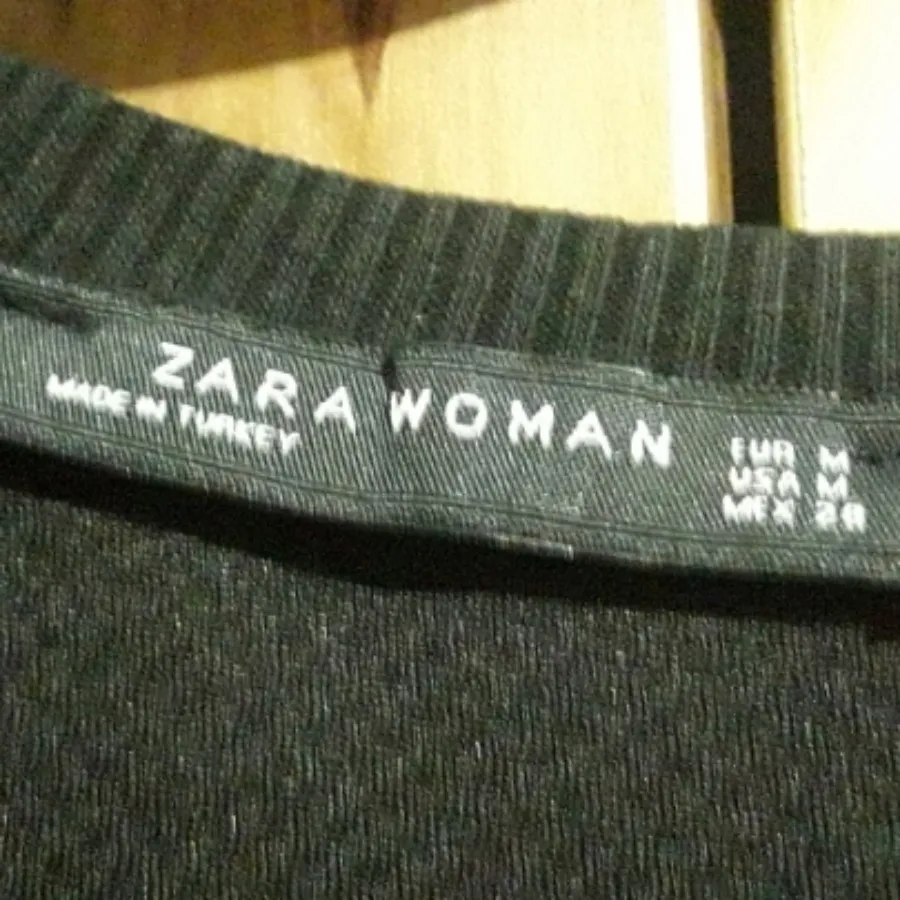 ZARA WOMAN
MADE IN TURKEY
EUR M
USA M
MEX 28